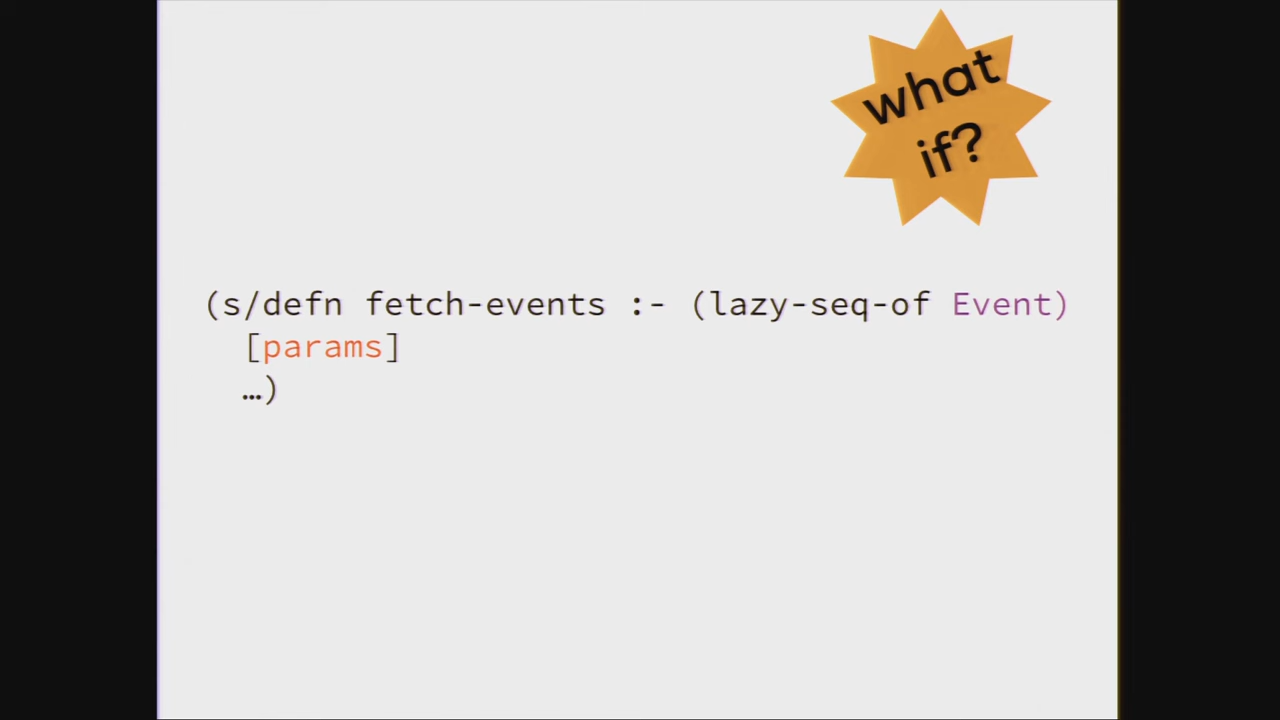 what
if?
(s/defn fetch-events :- (lazy-seq-of Event)
[params]
…)